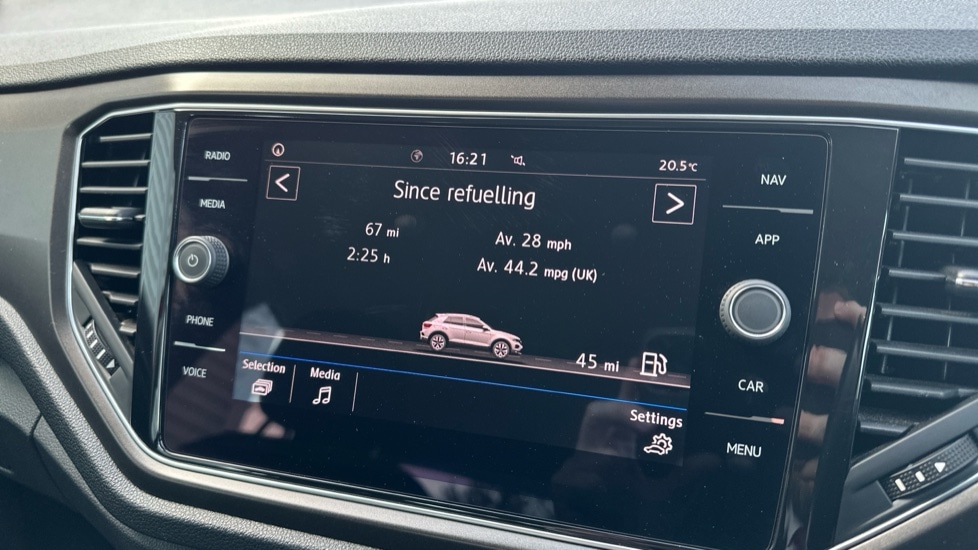 RADIO
MEDIA
PHONE
VOICE
16:21
20.5°C
< Since refuelling >
67 mi
Av. 28 mph
2:25 h
Av. 44.2 mpg (UK)
45 mi
Selection
Media
Settings
NAV
APP
CAR
MENU